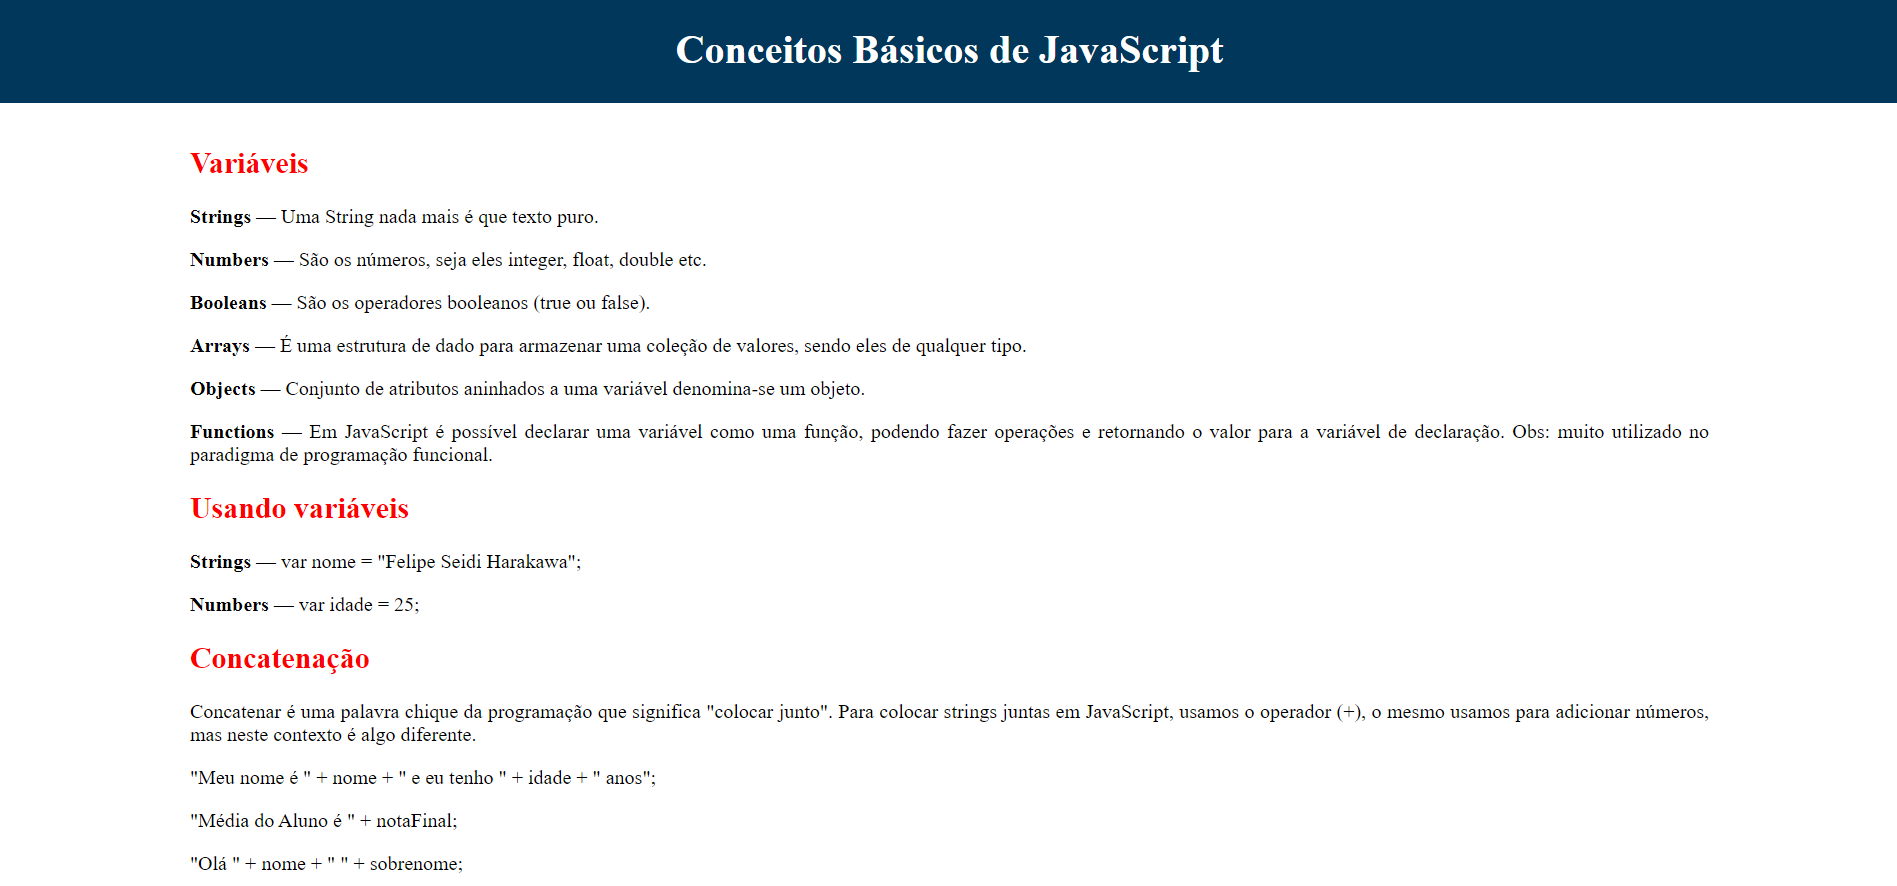 Conceitos Básicos de JavaScript
Variáveis
Strings — Uma String nada mais é que texto puro.
Numbers — São os números, seja eles integer, float, double etc.
Booleans — São os operadores booleanos (true ou false).
Arrays — É uma estrutura de dado para armazenar uma coleção de valores, sendo eles de qualquer tipo.
Objects — Conjunto de atributos aninhados a uma variável denomina-se um objeto.
Functions — Em JavaScript é possível declarar uma variável como uma função, podendo fazer operações e retornando o valor para a variável de declaração. Obs: muito utilizado no
paradigma de programação funcional.
Usando variáveis
Strings — var nome = "Felipe Seidi Harakawa";
Numbers — var idade = 25;
Concatenação
Concatenar é uma palavra chique da programação que significa "colocar junto". Para colocar strings juntas em JavaScript, usamos o operador (+), o mesmo usamos para adicionar números,
mas neste contexto é algo diferente.
"Meu nome é " + nome + " e eu tenho " + idade + " anos";
"Média do Aluno é " + notaFinal;
"Olá " + nome + " " + sobrenome;